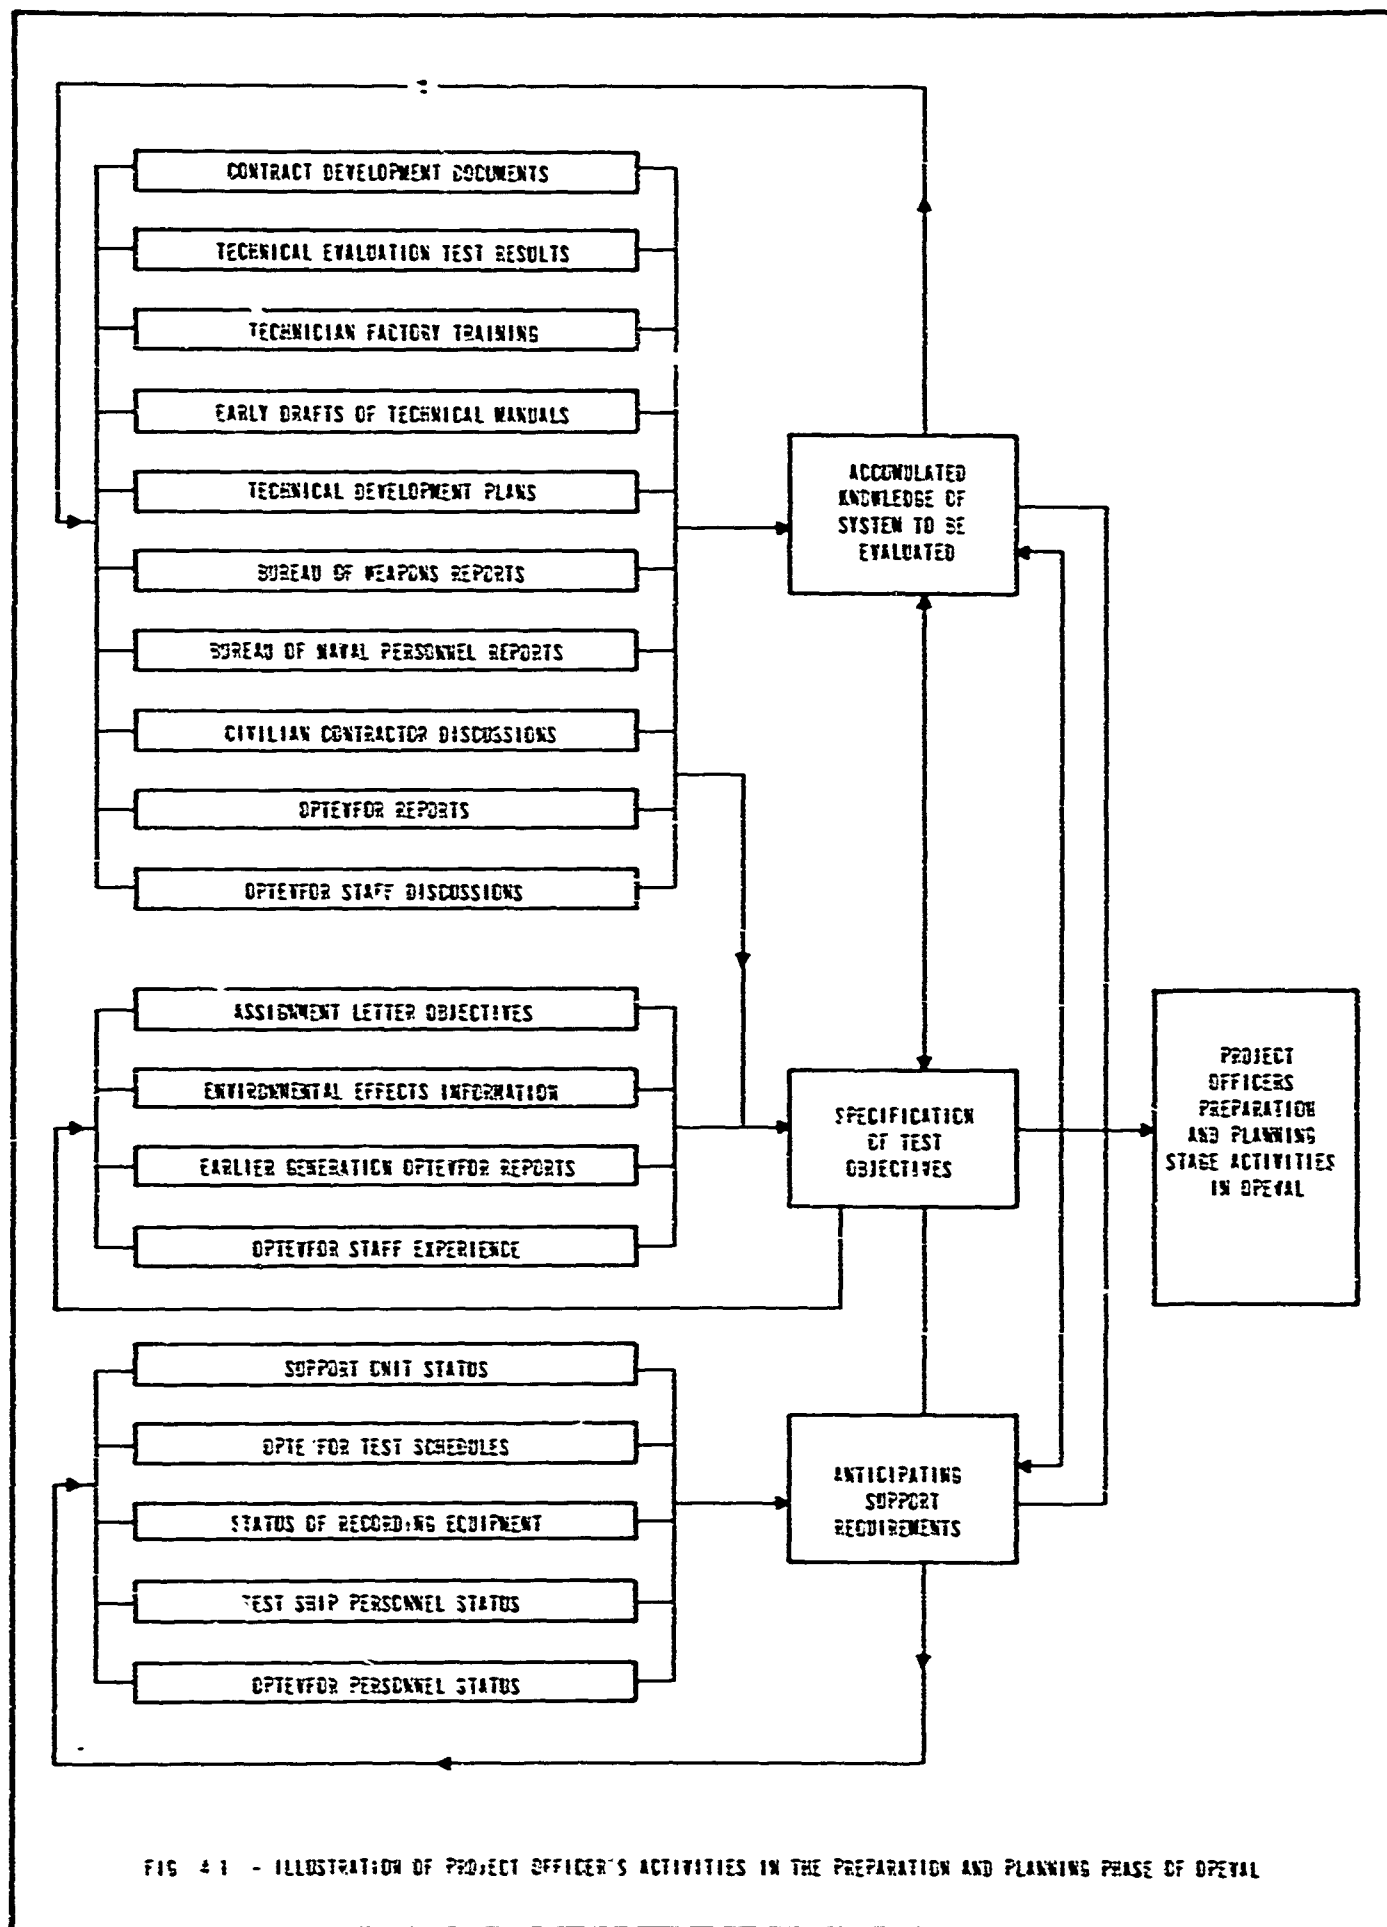 CONTRACT DEVELOPMENT DOCUMENTS
TECHNICAL EVALUATION TEST RESULTS
TECHNICIAN FACTORY TRAINING
EARLY DRAFTS OF TECHNICAL MANUALS
TECHNICAL DEVELOPMENT PLANS
BUREAU OF WEAPONS REPORTS
BUREAU OF NAVAL PERSONNEL REPORTS
CIVILIAN CONTRACTOR DISCUSSIONS
OPTEVFOR REPORTS
OPTEVFOR STAFF DISCUSSIONS
ACCUMULATED
KNOWLEDGE OF
SYSTEM TO BE
EVALUATED
ASSIGNMENT LETTER OBJECTIVES
ENVIRONMENTAL EFFECTS INFORMATION
EARLIER GENERATION OPTEVFOR REPORTS
OPTEVFOR STAFF EXPERIENCE
SPECIFICATION
OF TEST
OBJECTIVES
PROJECT
OFFICERS
PREPARATION
AND PLANNING
STAGE ACTIVITIES
IN OPEVAL
SUPPORT UNIT STATUS
OPTE FOR TEST SCHEDULES
STATUS OF RECORDING EQUIPMENT
TEST SHIP PERSONNEL STATUS
OPTEVFOR PERSONNEL STATUS
ANTICIPATING
SUPPORT
REQUIREMENTS
FIG 4.1 - ILLUSTRATION OF PROJECT OFFICER'S ACTIVITIES IN THE PREPARATION AND PLANNING PHASE OF OPEVAL